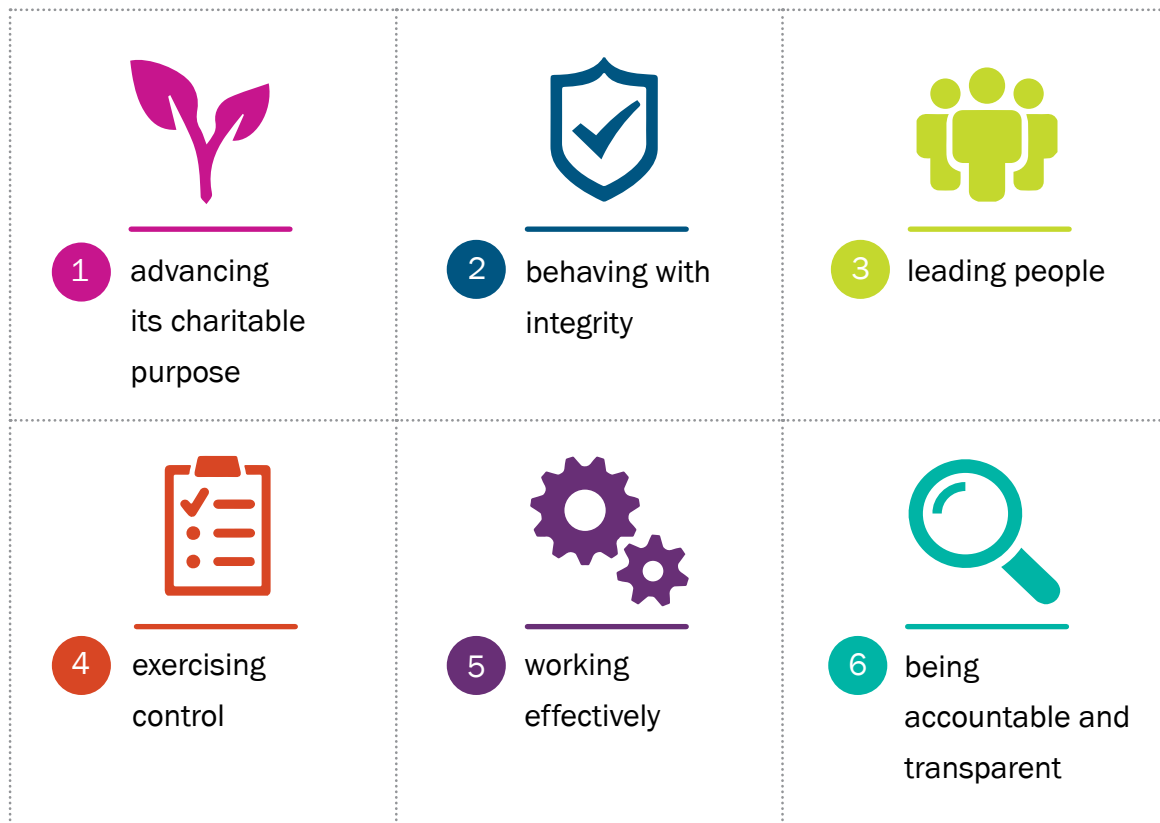 1
advancing
its charitable
purpose
2
behaving with
integrity
3
leading people
4
exercising
control
5
working
effectively
6
being
accountable and
transparent